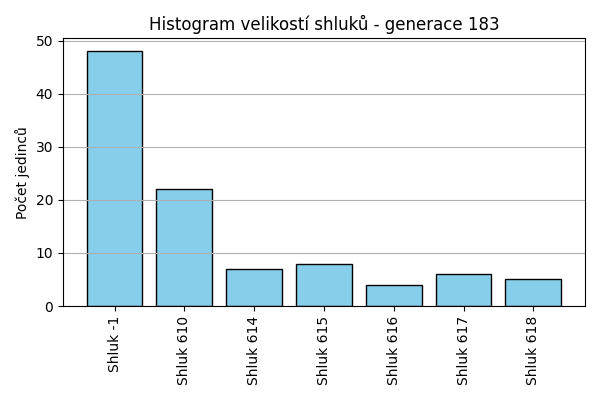 Histogram velikostí shluků - generace 183
Počet jedinců
50
40
30
20
10
0
Shluk -1
Shluk 610
Shluk 614
Shluk 615
Shluk 616
Shluk 617
Shluk 618